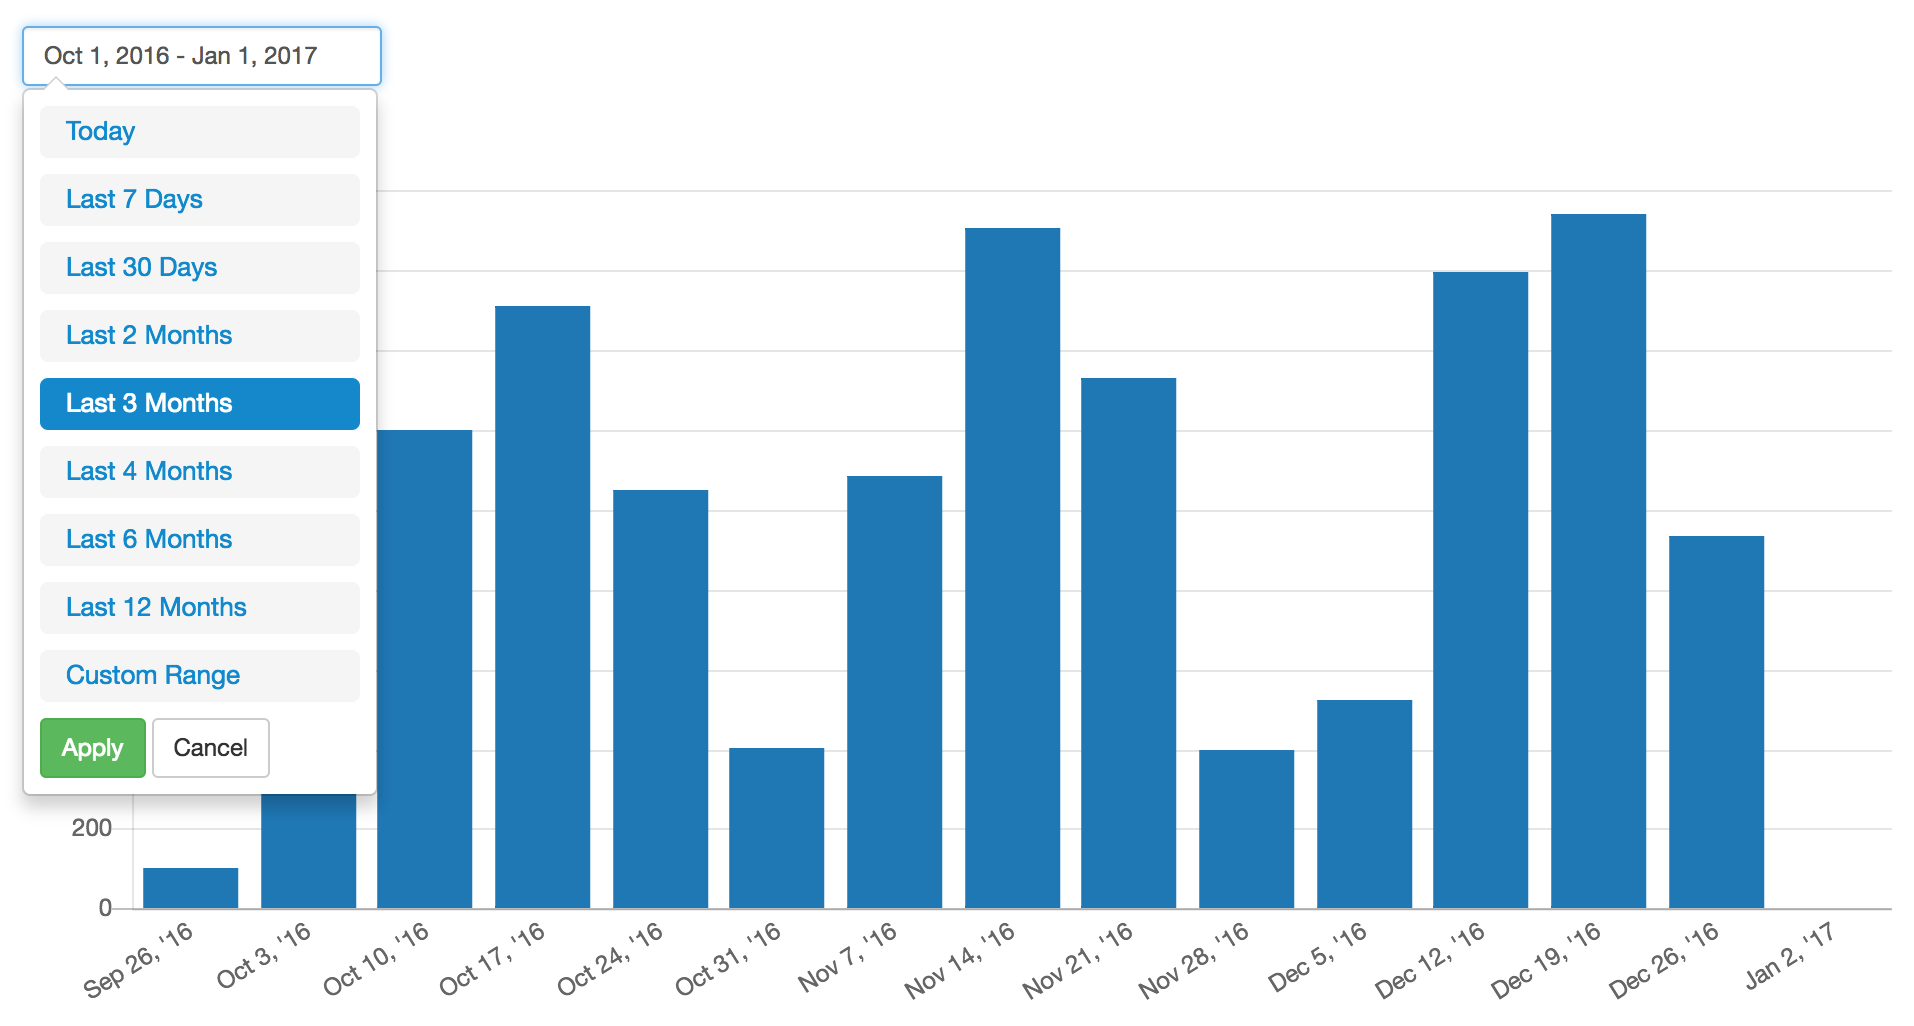 Oct 1, 2016 - Jan 1, 2017
Today
Last 7 Days
Last 30 Days
Last 2 Months
Last 3 Months
Last 4 Months
Last 6 Months
Last 12 Months
Custom Range
Apply Cancel
200
0
Sep 26, '16 Oct 3, '16 Oct 10, '16 Oct 17, '16 Oct 24, '16 Oct 31, '16 Nov 7, '16 Nov 14, '16 Nov 21, '16 Nov 28, '16 Dec 5, '16 Dec 12, '16 Dec 19, '16 Dec 26, '16 Jan 2, '17